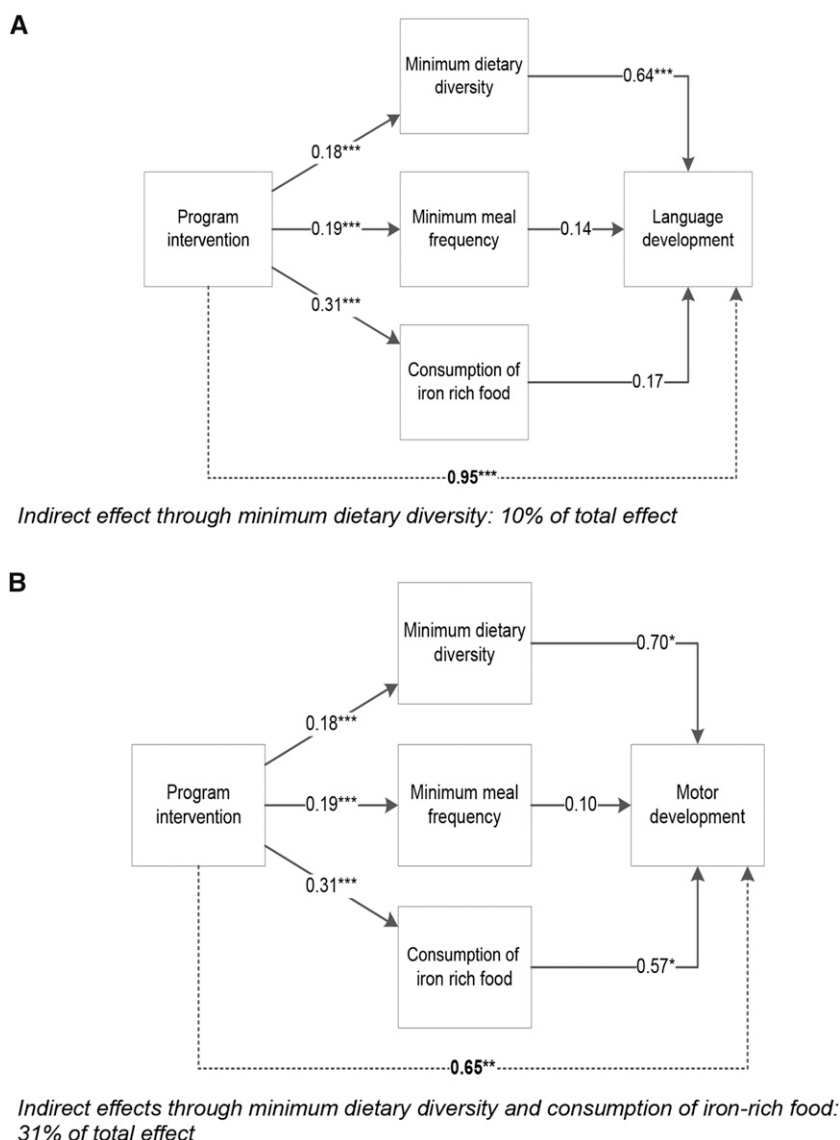 A
Minimum dietary
diversity
0.64***
0.18***
Program
intervention
0.19***
Minimum meal
frequency
0.14
Language
development
0.31***
Consumption of
iron rich food
0.17
0.95***
Indirect effect through minimum dietary diversity: 10% of total effect
B
Minimum dietary
diversity
0.70*
0.18***
Program
intervention
0.19***
Minimum meal
frequency
0.10
Motor
development
0.31***
Consumption of
iron rich food
0.57*
0.65**
Indirect effects through minimum dietary diversity and consumption of iron-rich food:
31% of total effect